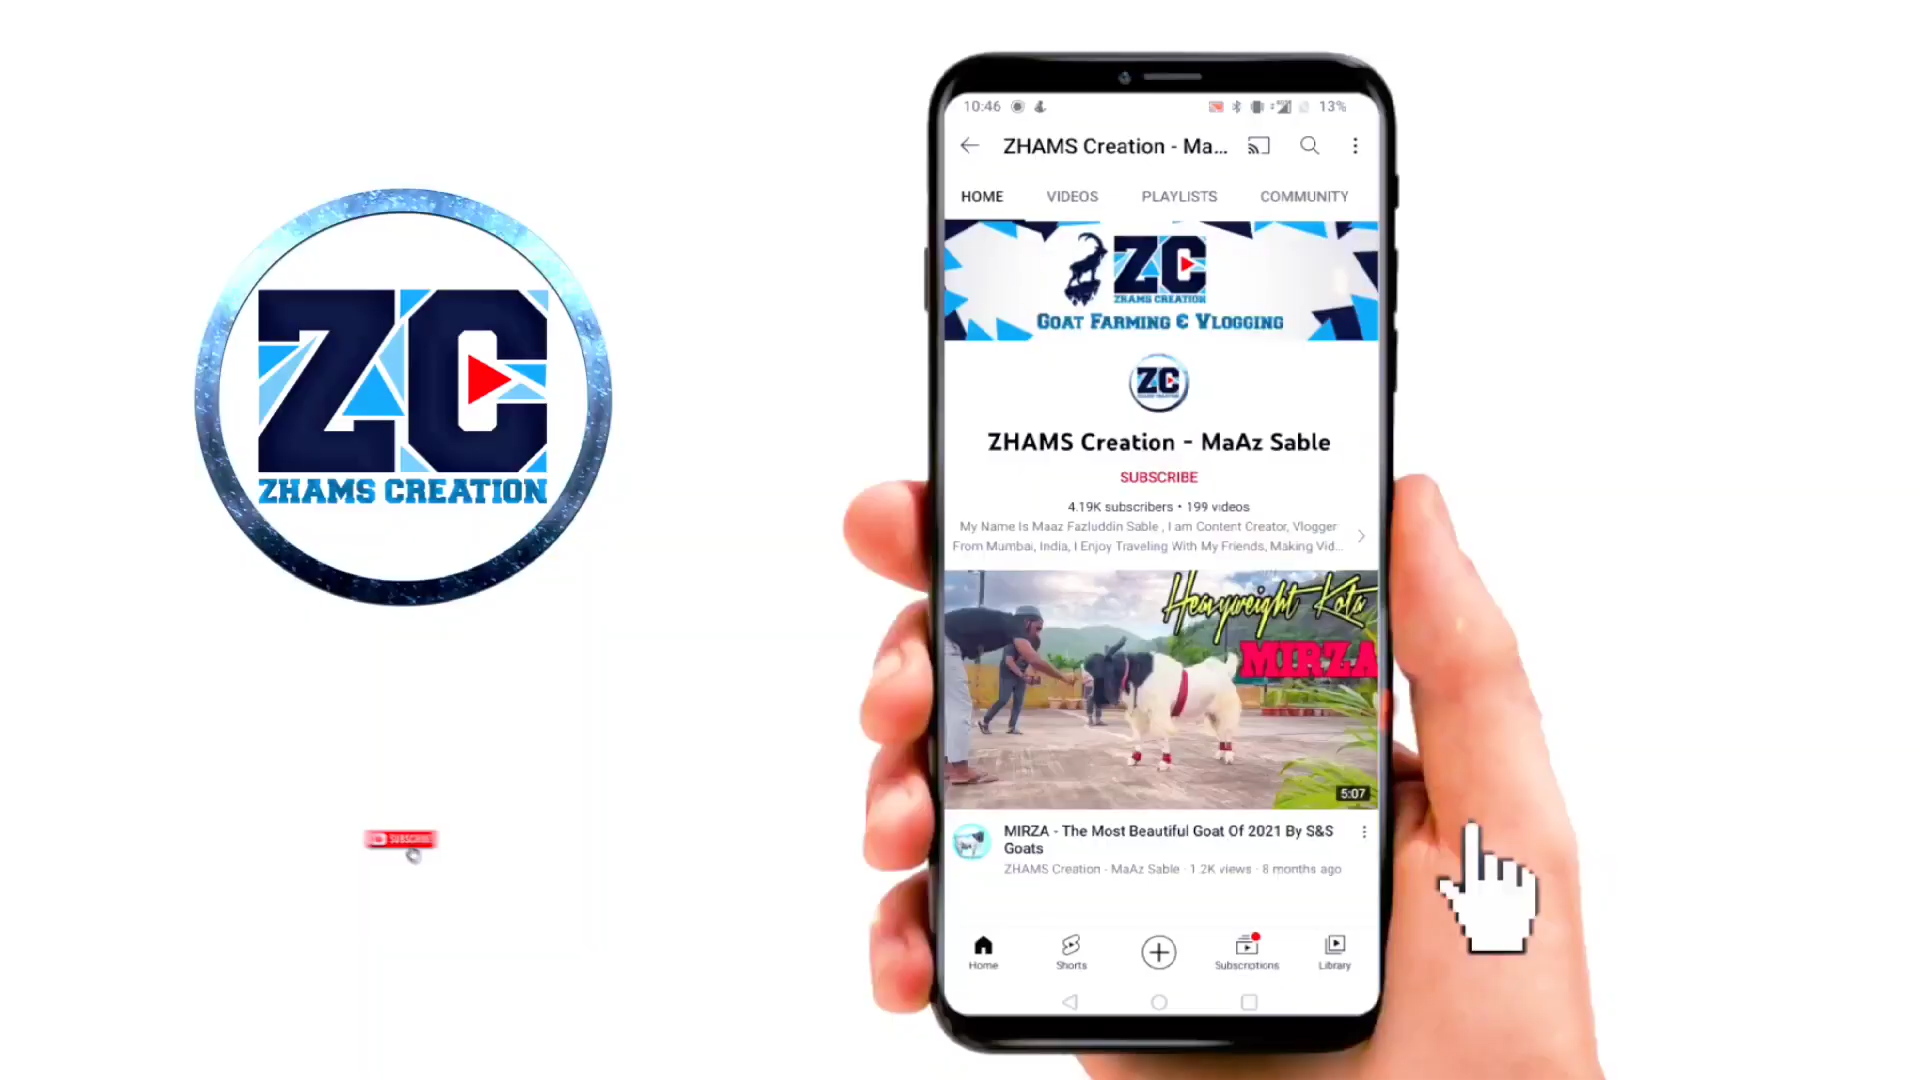 ZC
ZHAMS CREATION
SUBSCRIBE
10:46
13%
ZHAMS Creation - Ma...
HOME VIDEOS PLAYLISTS COMMUNITY
ZC
ZHAMS CREATION
GOAT FARMING & VLOGGING
ZC
ZHAMS Creation - MaAz Sable
SUBSCRIBE
4.19K subscribers • 199 videos
My Name Is Maaz Fazluddin Sable , I am Content Creator, Vlogger
From Mumbai, India, I Enjoy Traveling With My Friends, Making Vid...
Heavyweight Kota
MIRZA
5:07
MIRZA - The Most Beautiful Goat Of 2021 By S&S
Goats
ZHAMS Creation - MaAz Sable · 1.2K views · 8 months ago
Home Shorts Subscriptions Library